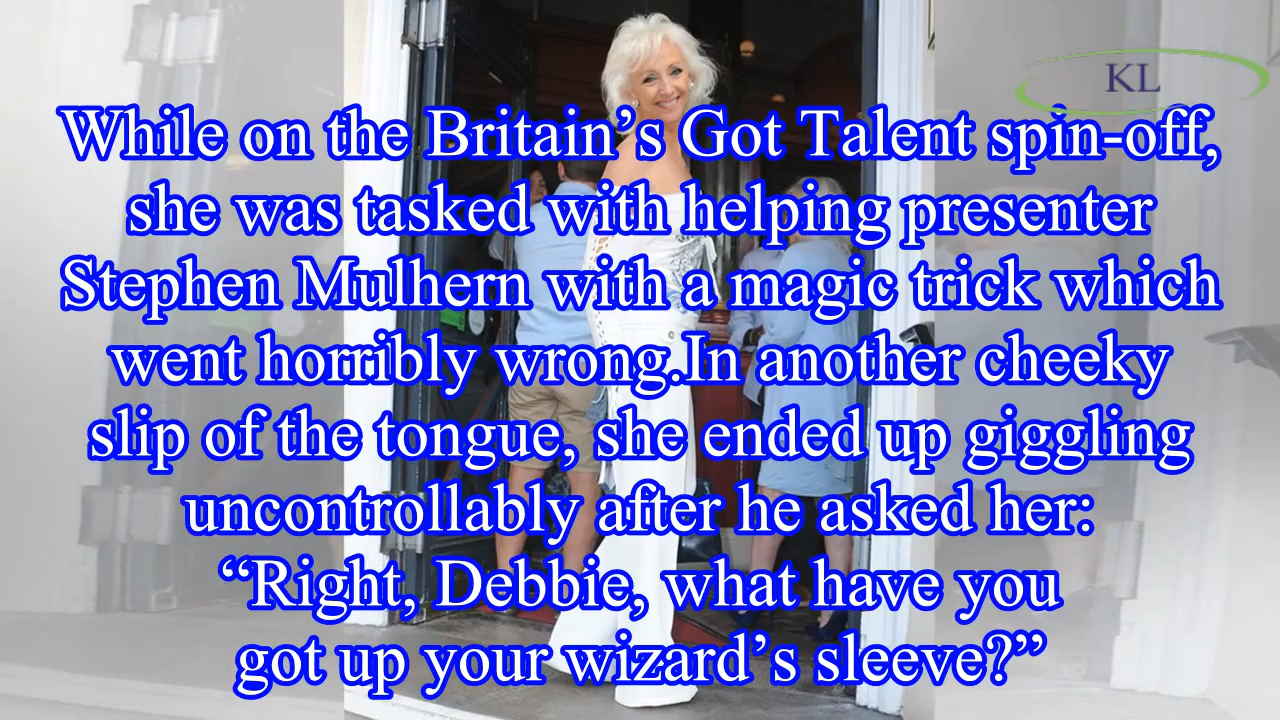 KL
While on the Britain’s Got Talent spin-off,
she was tasked with helping presenter
Stephen Mulhern with a magic trick which
went horribly wrong.In another cheeky
slip of the tongue, she ended up giggling
uncontrollably after he asked her:
“Right, Debbie, what have you
got up your wizard’s sleeve?”